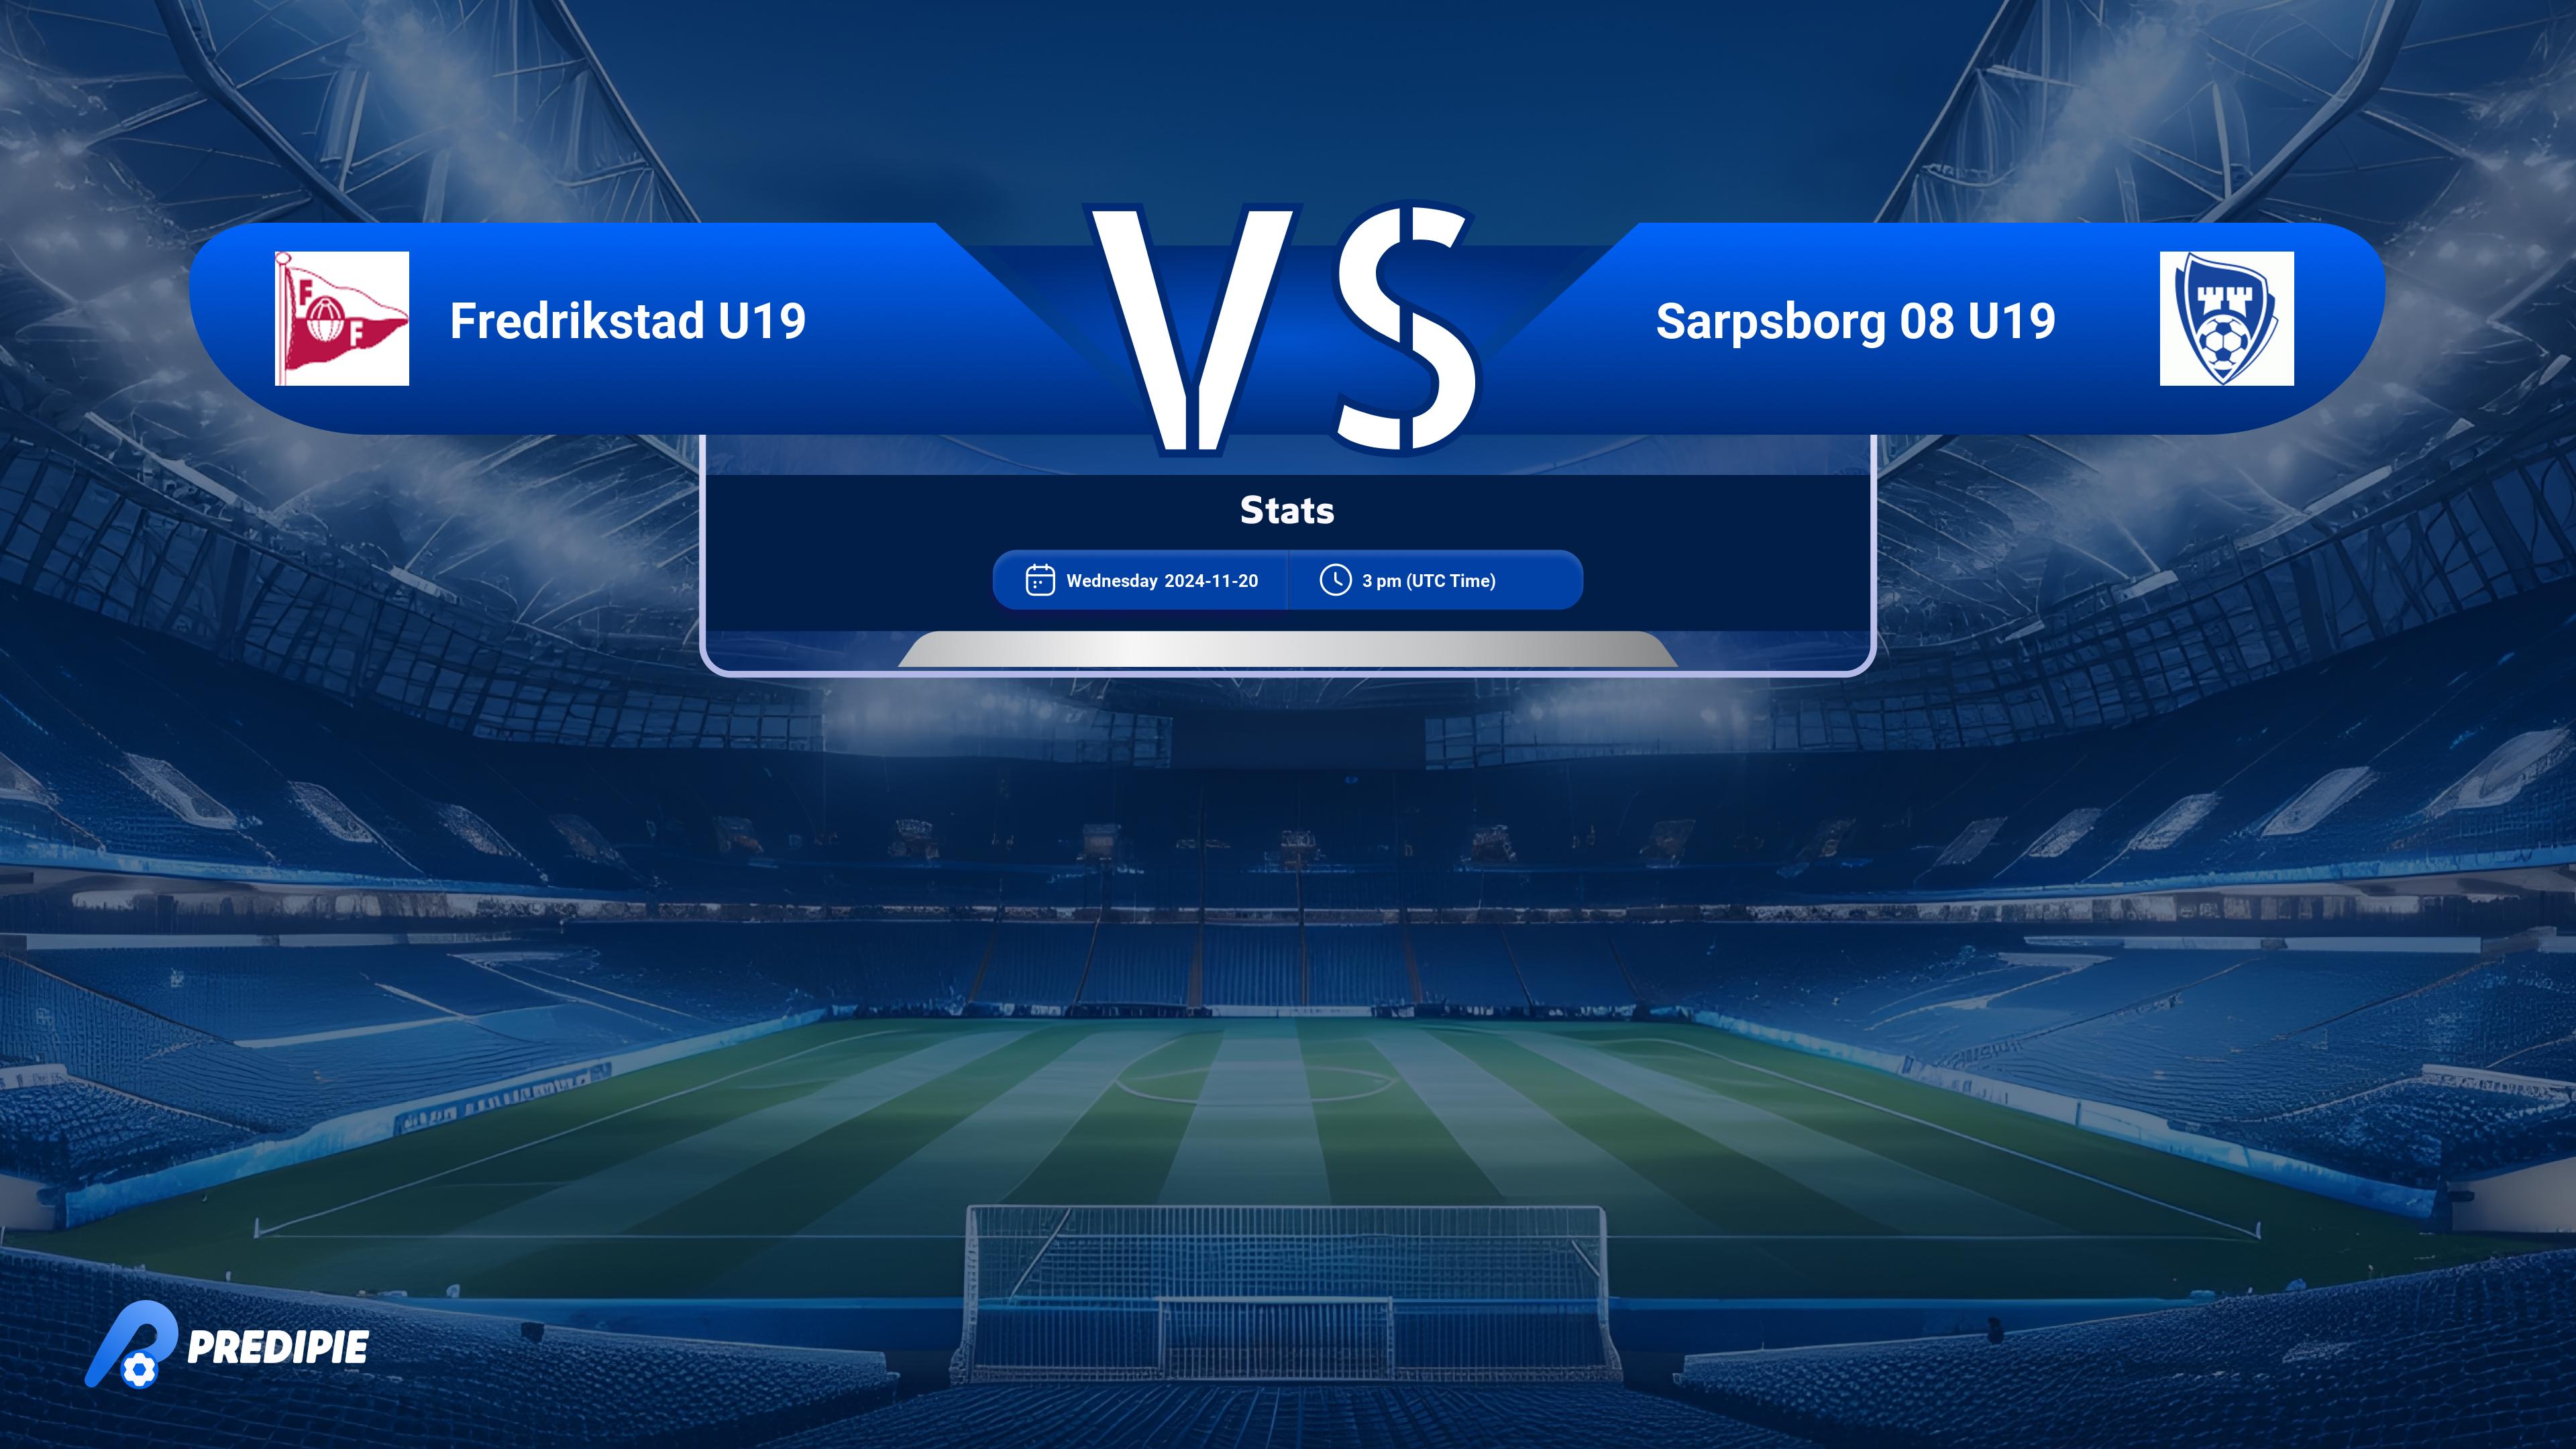 VS
Fredrikstad U19
Sarpsborg 08 U19
F
F
Stats
Wednesday 2024-11-20
3 pm (UTC Time)
PREDIPIE